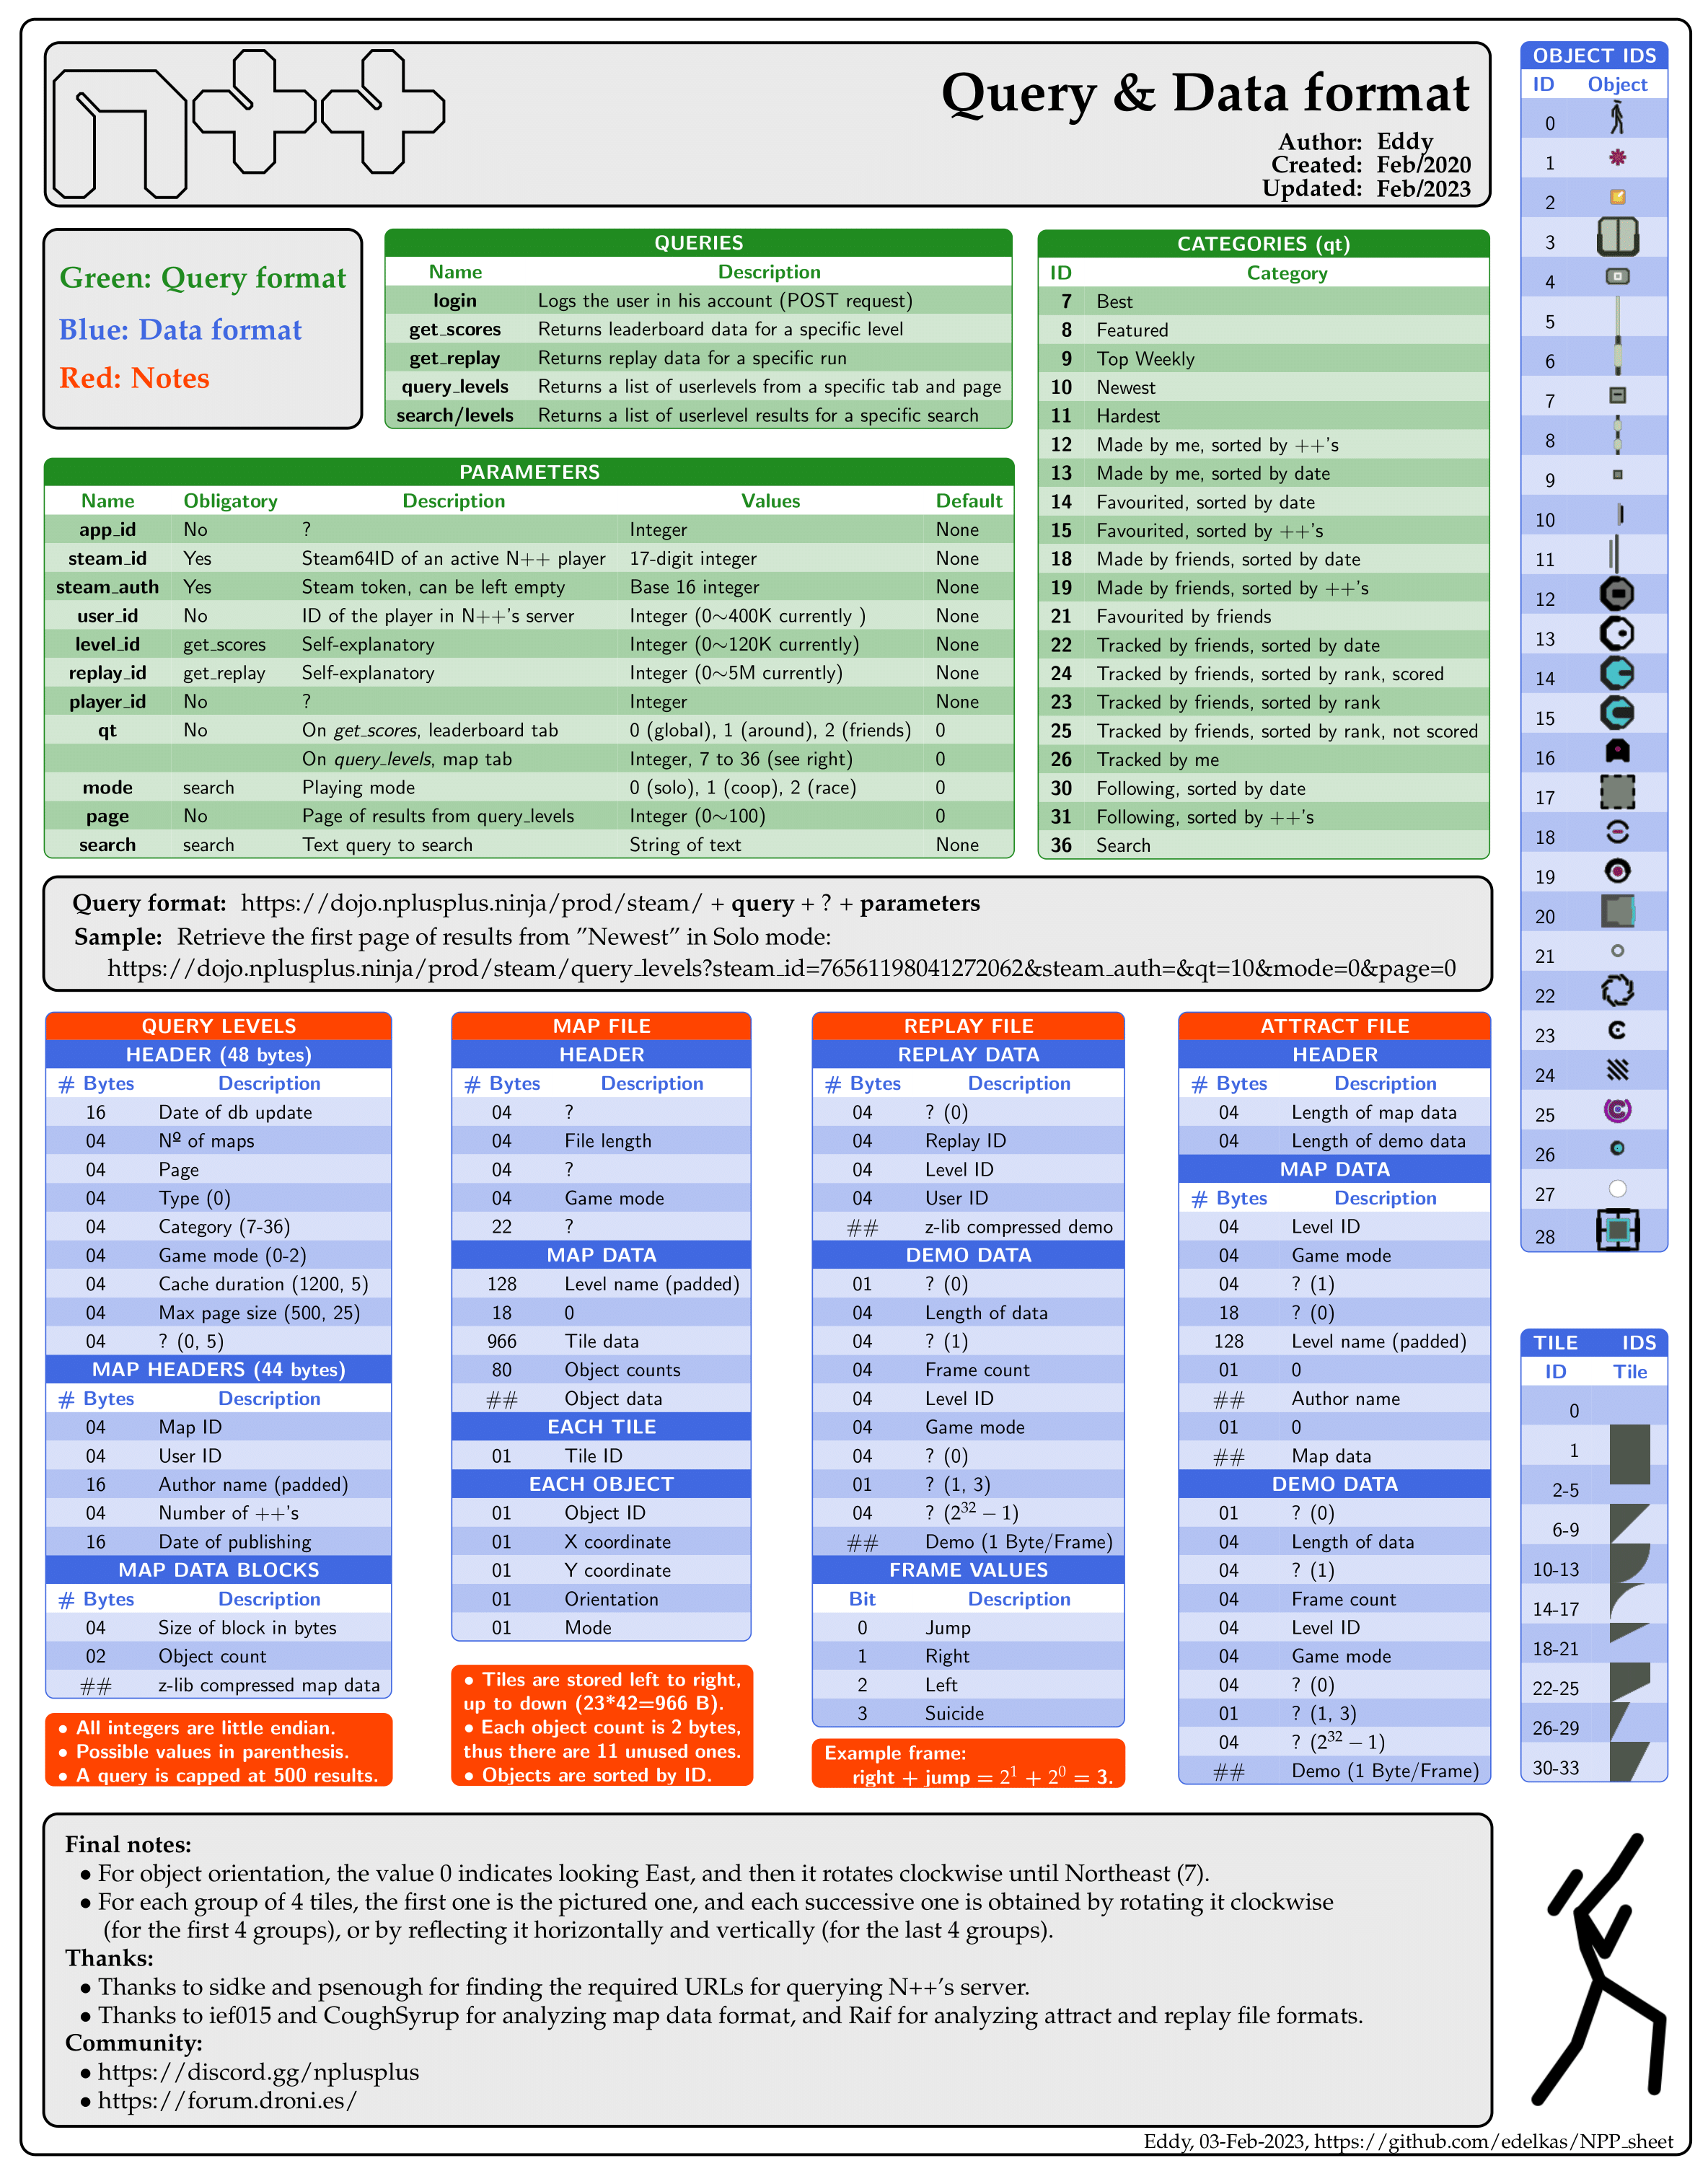 n++
Query & Data format
Author: Eddy
Created: Feb/2020
Updated: Feb/2023
Green: Query format
Blue: Data format
Red: Notes
QUERIES
Name Description
login Logs the user in his account (POST request)
get_scores Returns leaderboard data for a specific level
get_replay Returns replay data for a specific run
query_levels Returns a list of userlevels from a specific tab and page
search/levels Returns a list of userlevel results for a specific search
CATEGORIES (qt)
ID Category
7 Best
8 Featured
9 Top Weekly
10 Newest
11 Hardest
12 Made by me, sorted by ++'s
13 Made by me, sorted by date
14 Favourited, sorted by date
15 Favourited, sorted by ++'s
18 Made by friends, sorted by date
19 Made by friends, sorted by ++'s
21 Favourited by friends
22 Tracked by friends, sorted by date
24 Tracked by friends, sorted by rank, scored
23 Tracked by friends, sorted by rank
25 Tracked by friends, sorted by rank, not scored
26 Tracked by me
30 Following, sorted by date
31 Following, sorted by ++'s
36 Search
PARAMETERS
Name Obligatory Description Values Default
app_id No ? Integer None
steam_id Yes Steam64ID of an active N++ player 17-digit integer None
steam_auth Yes Steam token, can be left empty Base 16 integer None
user_id No ID of the player in N++'s server Integer (0~400K currently ) None
level_id get_scores Self-explanatory Integer (0~120K currently) None
replay_id get_replay Self-explanatory Integer (0~5M currently) None
player_id No ? Integer None
qt No On get_scores, leaderboard tab 0 (global), 1 (around), 2 (friends) 0
On query_levels, map tab Integer, 7 to 36 (see right) 0
mode search Playing mode 0 (solo), 1 (coop), 2 (race) 0
page No Page of results from query_levels Integer (0~100) 0
search search Text query to search String of text None
Query format: https://dojo.nplusplus.ninja/prod/steam/ + query + ? + parameters
Sample: Retrieve the first page of results from ”Newest” in Solo mode:
https://dojo.nplusplus.ninja/prod/steam/query_levels?steam_id=76561198041272062&steam_auth=&qt=10&mode=0&page=0
QUERY LEVELS
HEADER (48 bytes)
# Bytes Description
16 Date of db update
04 Nº of maps
04 Page
04 Type (0)
04 Category (7-36)
04 Game mode (0-2)
04 Cache duration (1200, 5)
04 Max page size (500, 25)
04 ? (0, 5)
MAP HEADERS (44 bytes)
# Bytes Description
04 Map ID
04 User ID
16 Author name (padded)
04 Number of ++'s
16 Date of publishing
MAP DATA BLOCKS
# Bytes Description
04 Size of block in bytes
02 Object count
## z-lib compressed map data
• All integers are little endian.
• Possible values in parenthesis.
• A query is capped at 500 results.
MAP FILE
HEADER
# Bytes Description
04 ?
04 File length
04 ?
04 Game mode
22 ?
MAP DATA
128 Level name (padded)
18 0
966 Tile data
80 Object counts
## Object data
EACH TILE
01 Tile ID
EACH OBJECT
01 Object ID
01 X coordinate
01 Y coordinate
01 Orientation
01 Mode
• Tiles are stored left to right,
up to down (23*42=966 B).
• Each object count is 2 bytes,
thus there are 11 unused ones.
• Objects are sorted by ID.
REPLAY FILE
REPLAY DATA
# Bytes Description
04 ? (0)
04 Replay ID
04 Level ID
04 User ID
## z-lib compressed demo
DEMO DATA
01 ? (0)
04 Length of data
04 ? (1)
04 Frame count
04 Level ID
04 Game mode
04 ? (0)
01 ? (1, 3)
04 ? (2³² − 1)
## Demo (1 Byte/Frame)
FRAME VALUES
Bit Description
0 Jump
1 Right
2 Left
3 Suicide
Example frame:
right + jump = 2¹ + 2⁰ = 3.
ATTRACT FILE
HEADER
# Bytes Description
04 Length of map data
04 Length of demo data
MAP DATA
# Bytes Description
04 Level ID
04 Game mode
04 ? (1)
18 ? (0)
128 Level name (padded)
01 0
## Author name
01 0
## Map data
DEMO DATA
01 ? (0)
04 Length of data
04 ? (1)
04 Frame count
04 Level ID
04 Game mode
04 ? (0)
01 ? (1, 3)
04 ? (2³² − 1)
## Demo (1 Byte/Frame)
OBJECT IDS
ID Object
0
1
2
3
4
5
6
7
8
9
10
11
12
13
14
15
16
17
18
19
20
21
22
23
24
25
26
27
28
TILE IDS
ID Tile
0
1
2-5
6-9
10-13
14-17
18-21
22-25
26-29
30-33
Final notes:
• For object orientation, the value 0 indicates looking East, and then it rotates clockwise until Northeast (7).
• For each group of 4 tiles, the first one is the pictured one, and each successive one is obtained by rotating it clockwise
(for the first 4 groups), or by reflecting it horizontally and vertically (for the last 4 groups).
Thanks:
• Thanks to sidke and psenough for finding the required URLs for querying N++'s server.
• Thanks to ief015 and CoughSyrup for analyzing map data format, and Raif for analyzing attract and replay file formats.
Community:
• https://discord.gg/nplusplus
• https://forum.droni.es/
Eddy, 03-Feb-2023, https://github.com/edelkas/NPP_sheet